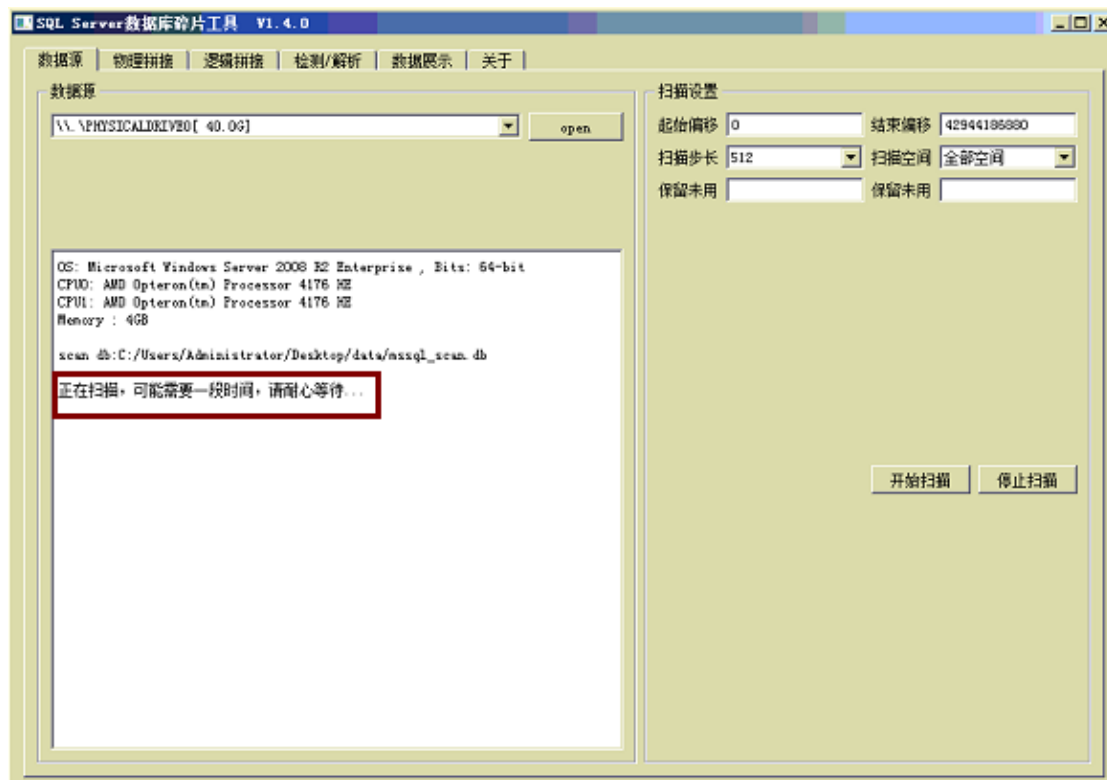 SQL Server数据库碎片工具 V1.4.0
数据源 物理拼接 逻辑拼接 检测/解析 数据展示 关于
数据源
\\.\PHYSICALDRIVE0[ 40.0G]
open
OS: Microsoft Windows Server 2008 R2 Enterprise , Bits: 64-bit
CPU0: AMD Opteron(tm) Processor 4176 HE
CPU1: AMD Opteron(tm) Processor 4176 HE
Memory : 4GB
scan db:C:/Users/Administrator/Desktop/data/mssql_scan.db
正在扫描，可能需要一段时间，请耐心等待...
扫描设置
起始偏移 0 结束偏移 42944186880
扫描步长 512 扫描空间 全部空间
保留未用 保留未用
开始扫描 停止扫描